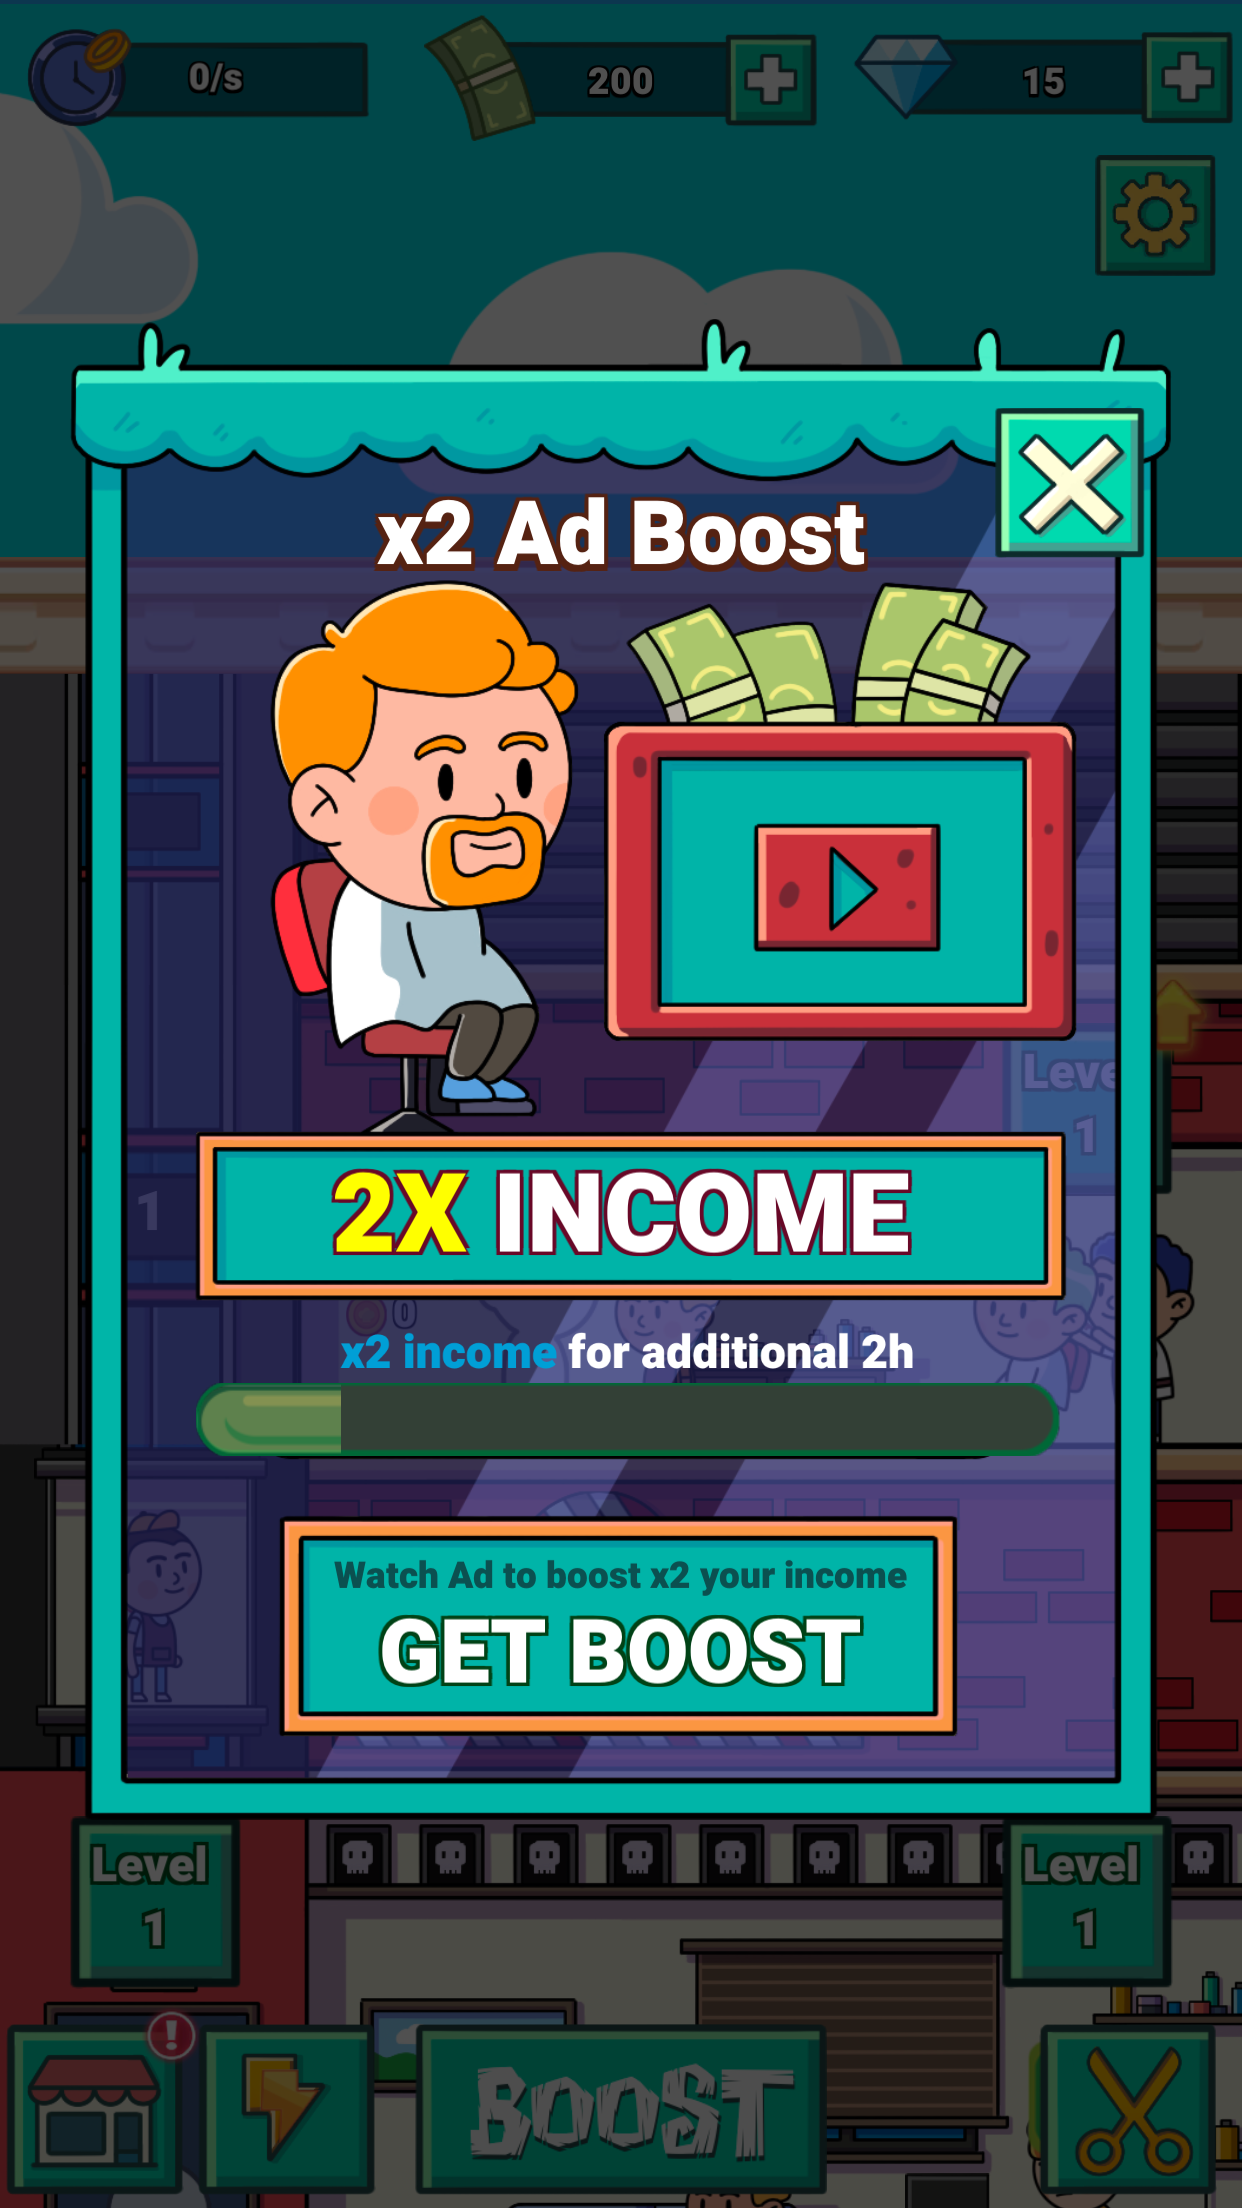 0/s
200
15
x2 Ad Boost
Leve
1
1
2X INCOME
0
x2 income for additional 2h
Watch Ad to boost x2 your income
GET BOOST
Level
1
Level
1
!
BOOST